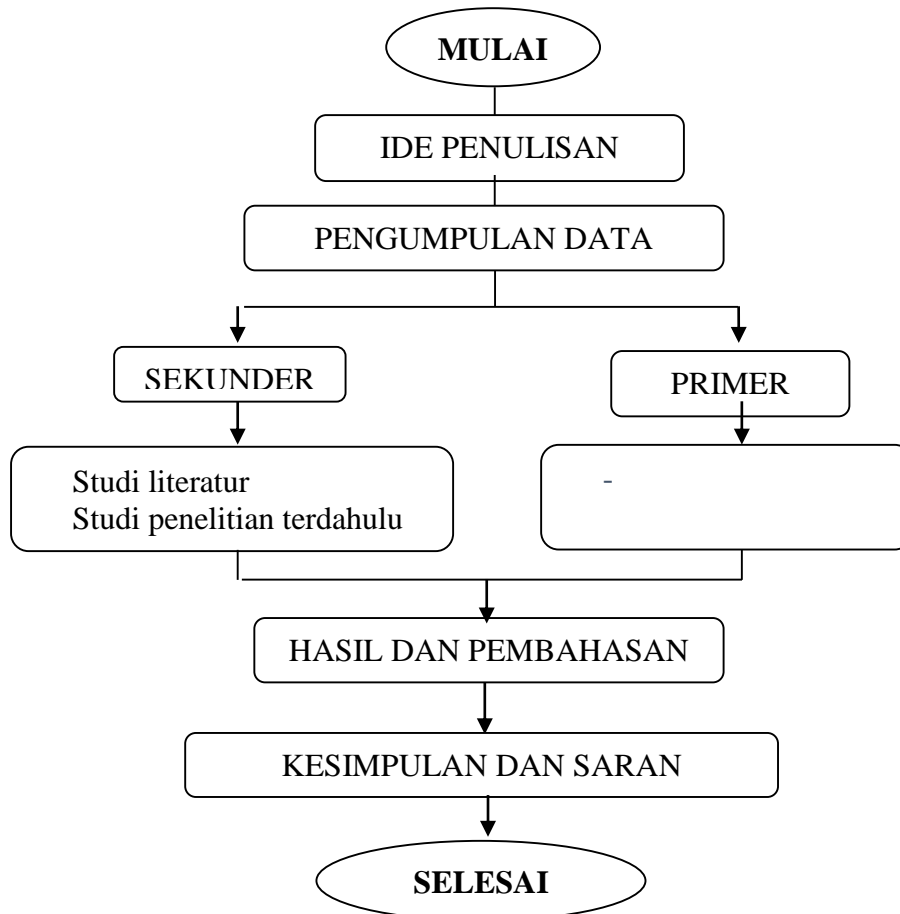 MULAI
IDE PENULISAN
PENGUMPULAN DATA
SEKUNDER
PRIMER
Studi literatur
Studi penelitian terdahulu
-
HASIL DAN PEMBAHASAN
KESIMPULAN DAN SARAN
SELESAI